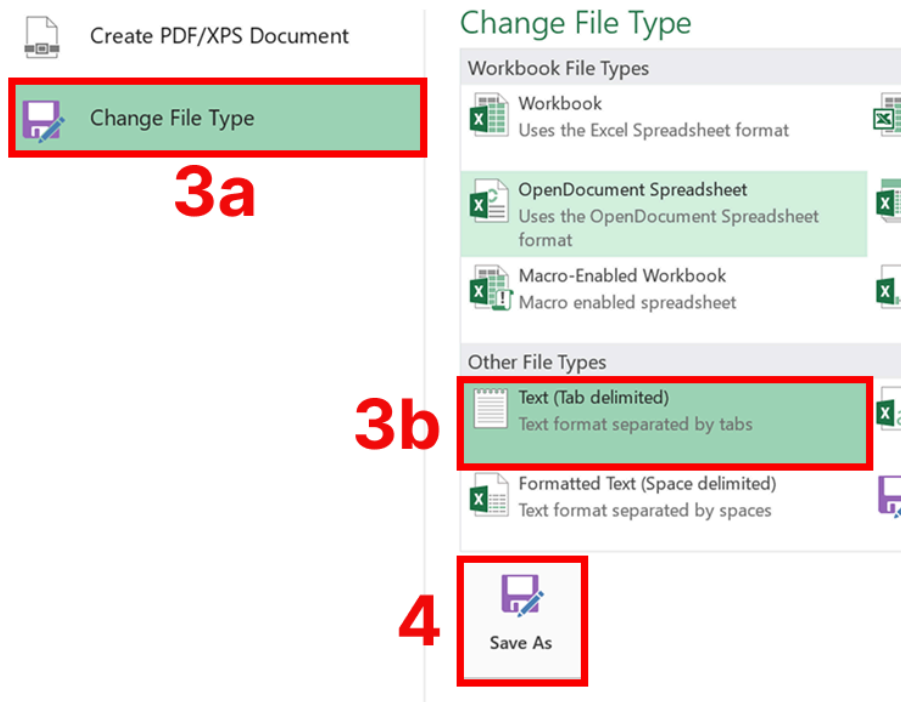 Create PDF/XPS Document
Change File Type
3a
Change File Type
Workbook File Types
Workbook
Uses the Excel Spreadsheet format
OpenDocument Spreadsheet
Uses the OpenDocument Spreadsheet
format
Macro-Enabled Workbook
Macro enabled spreadsheet
Other File Types
3b
Text (Tab delimited)
Text format separated by tabs
Formatted Text (Space delimited)
Text format separated by spaces
4
Save As